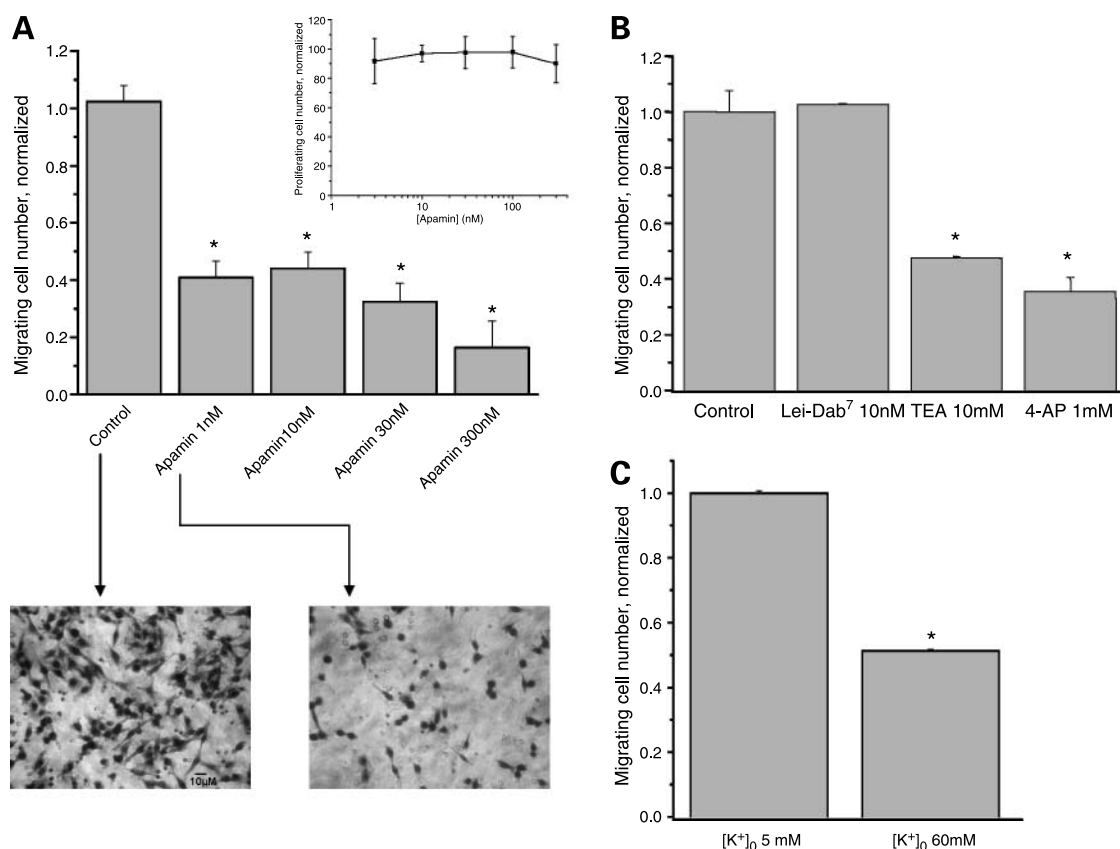 A
Migrating cell number, normalized
1.2
1.0
0.8
0.6
0.4
0.2
0.0
*
*
*
*
Control
Apamin 1nM
Apamin10nM
Apamin 30nM
Apamin 300nM
Proliferating cell number, normalized
120
100
80
60
40
20
0
1
10
100
[Apamin] (nM)
10µM
B
Migrating cell number, normalized
1.2
1.0
1.2
0.8
0.6
0.4
0.0
*
*
Control
Lei-Dab⁷ 10nM
TEA 10mM
4-AP 1mM
C
Migrating cell number, normalized
1.0
0.8
0.6
0.4
0.2
0.0
*
[K⁺]₀ 5 mM
[K⁺]₀ 60mM